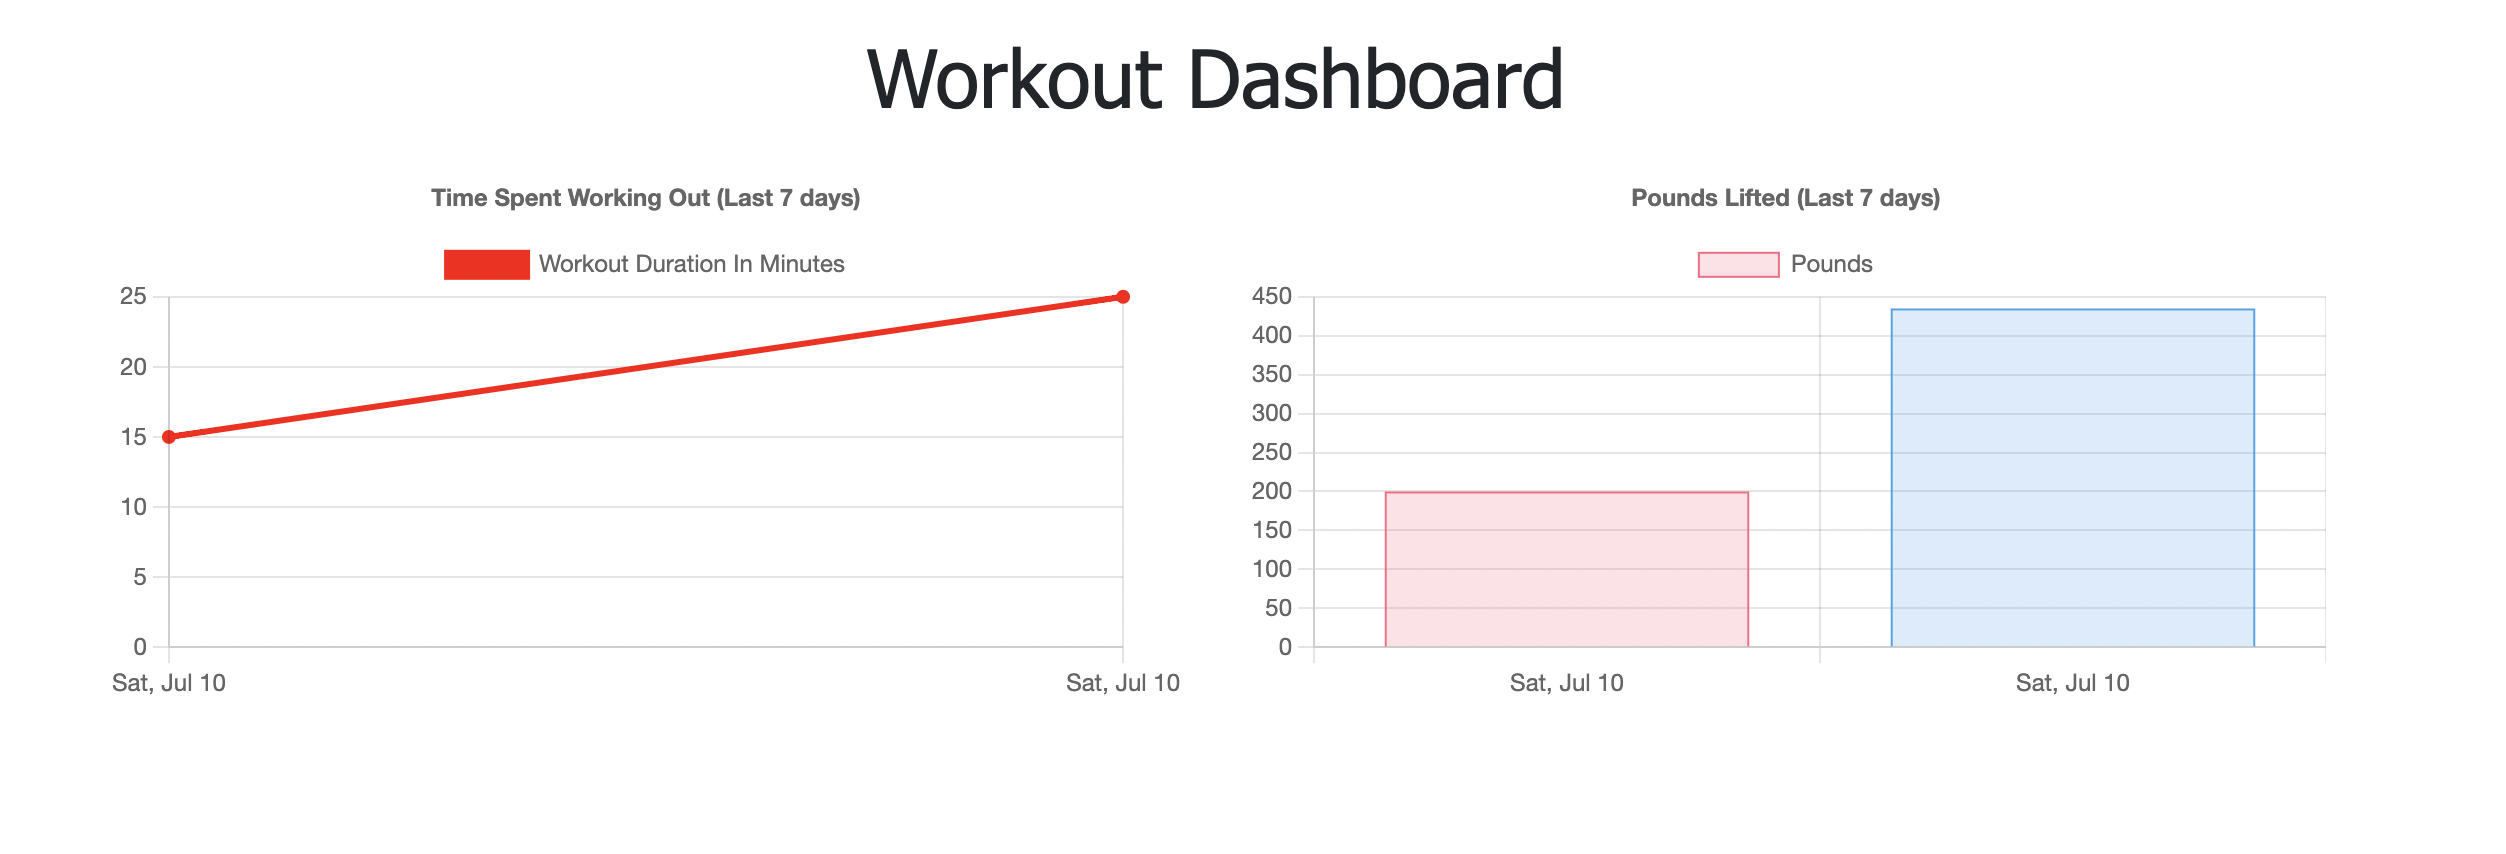 Workout Dashboard
Time Spent Working Out (Last 7 days)
Workout Duration In Minutes
25
20
15
10
5
0
Sat, Jul 10 Sat, Jul 10
Pounds Lifted (Last 7 days)
Pounds
450
400
350
300
250
200
150
100
50
0
Sat, Jul 10 Sat, Jul 10